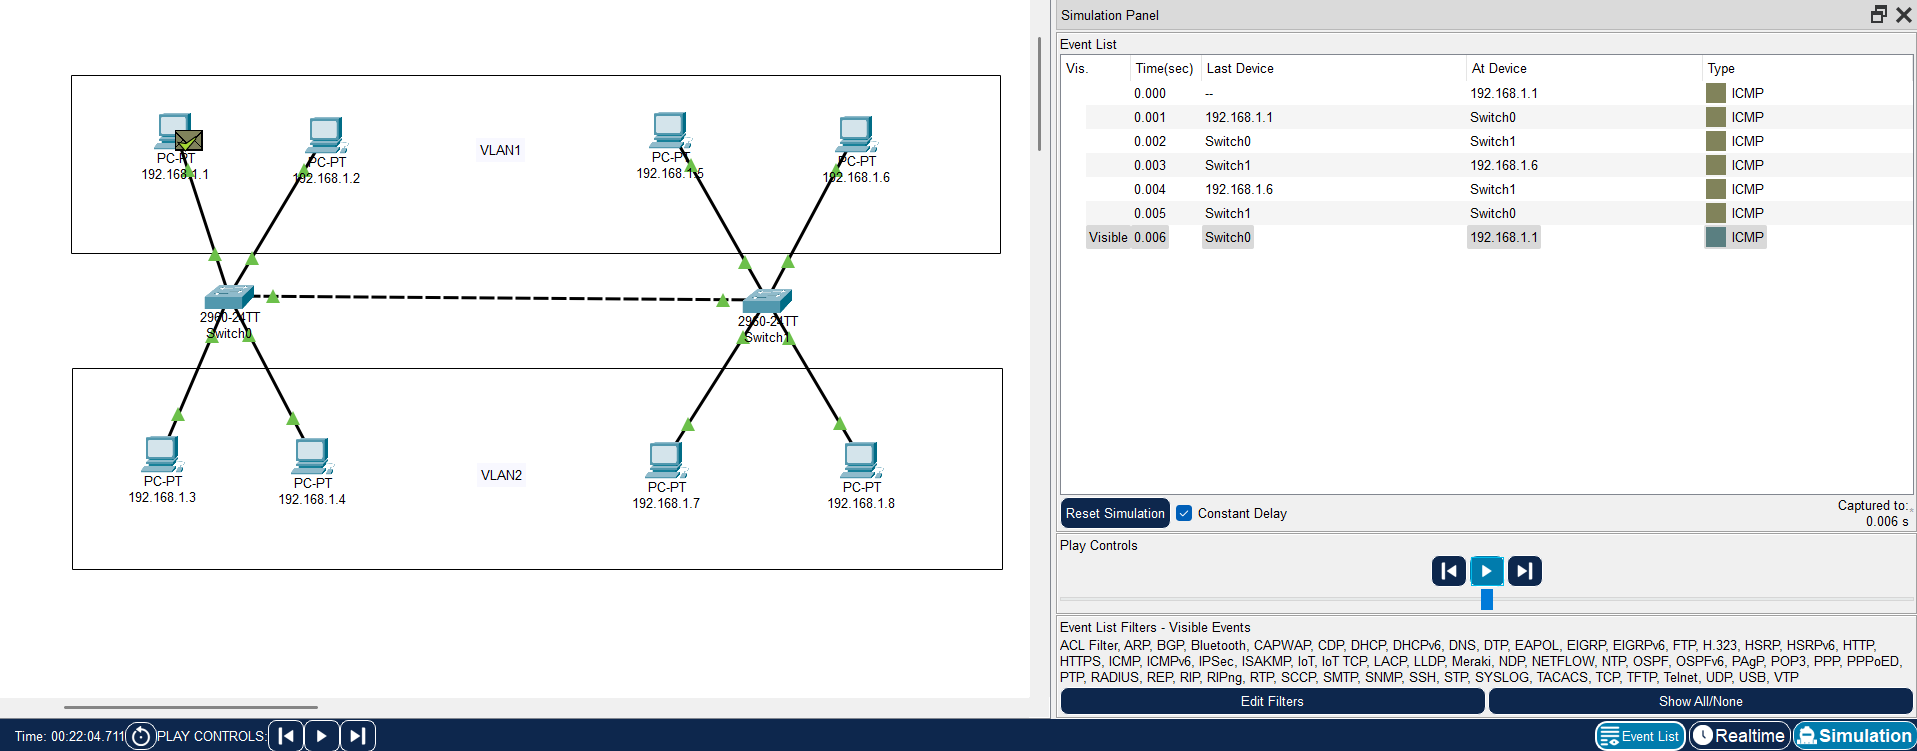 PC-PT
192.168.1.1
PC-PT
192.168.1.2
VLAN1
PC-PT
192.168.1.5
PC-PT
192.168.1.6
2960-24TT
Switch0
2960-24TT
Switch1
PC-PT
192.168.1.3
PC-PT
192.168.1.4
VLAN2
PC-PT
192.168.1.7
PC-PT
192.168.1.8
Simulation Panel
Event List
Vis. Time(sec) Last Device At Device Type
0.000 -- 192.168.1.1 ICMP
0.001 192.168.1.1 Switch0 ICMP
0.002 Switch0 Switch1 ICMP
0.003 Switch1 192.168.1.6 ICMP
0.004 192.168.1.6 Switch1 ICMP
0.005 Switch1 Switch0 ICMP
Visible 0.006 Switch0 192.168.1.1 ICMP
Reset Simulation Constant Delay
Captured to:
0.006 s
Play Controls
Event List Filters - Visible Events
ACL Filter, ARP, BGP, Bluetooth, CAPWAP, CDP, DHCP, DHCPv6, DNS, DTP, EAPOL, EIGRP, EIGRPv6, FTP, H.323, HSRP, HSRPv6, HTTP,
HTTPS, ICMP, ICMPv6, IPSec, ISAKMP, IoT, IoT TCP, LACP, LLDP, Meraki, NDP, NETFLOW, NTP, OSPF, OSPFv6, PAgP, POP3, PPP, PPPoED,
PTP, RADIUS, REP, RIP, RIPng, RTP, SCCP, SMTP, SNMP, SSH, STP, SYSLOG, TACACS, TCP, TFTP, Telnet, UDP, USB, VTP
Edit Filters Show All/None
Time: 00:22:04.711 PLAY CONTROLS: Event List Realtime Simulation